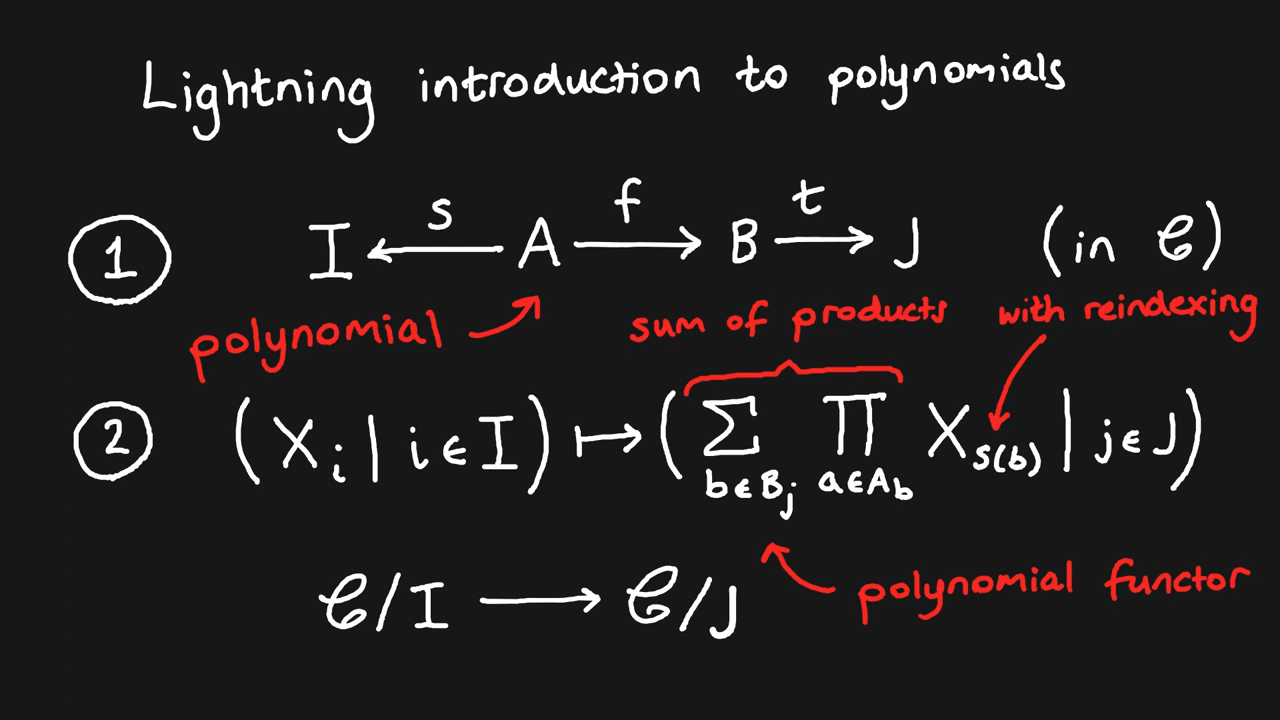 Lightning introduction to polynomials
① I ←s— A —f→ B —t→ J (in 𝒞)
polynomial
sum of products
with reindexing
② (X_i | i∈I) ↦ (Σ_{b∈B_j} Π_{a∈A_b} X_{s(b)} | j∈J)
𝒞/I ⟶ 𝒞/J
polynomial functor